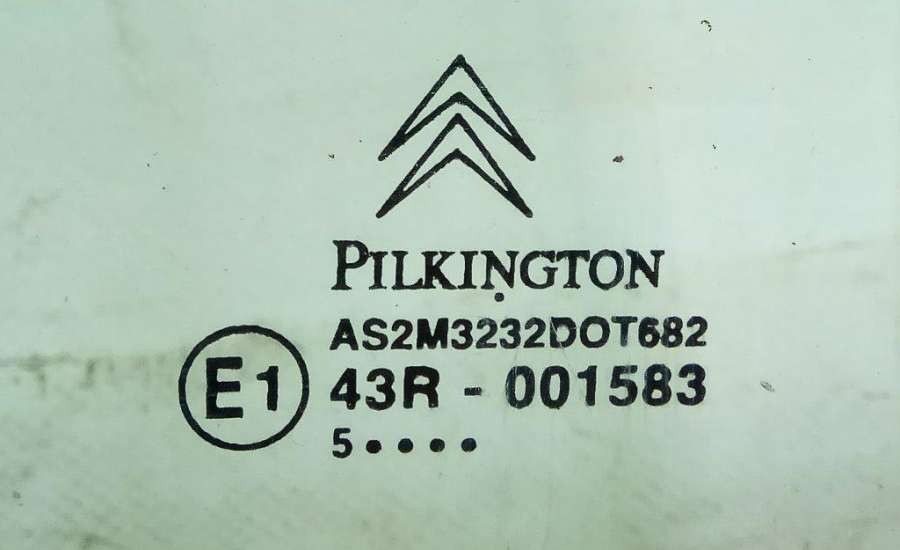 PILKINGTON
AS2M3232DOT682
E1 43R - 001583
5••••